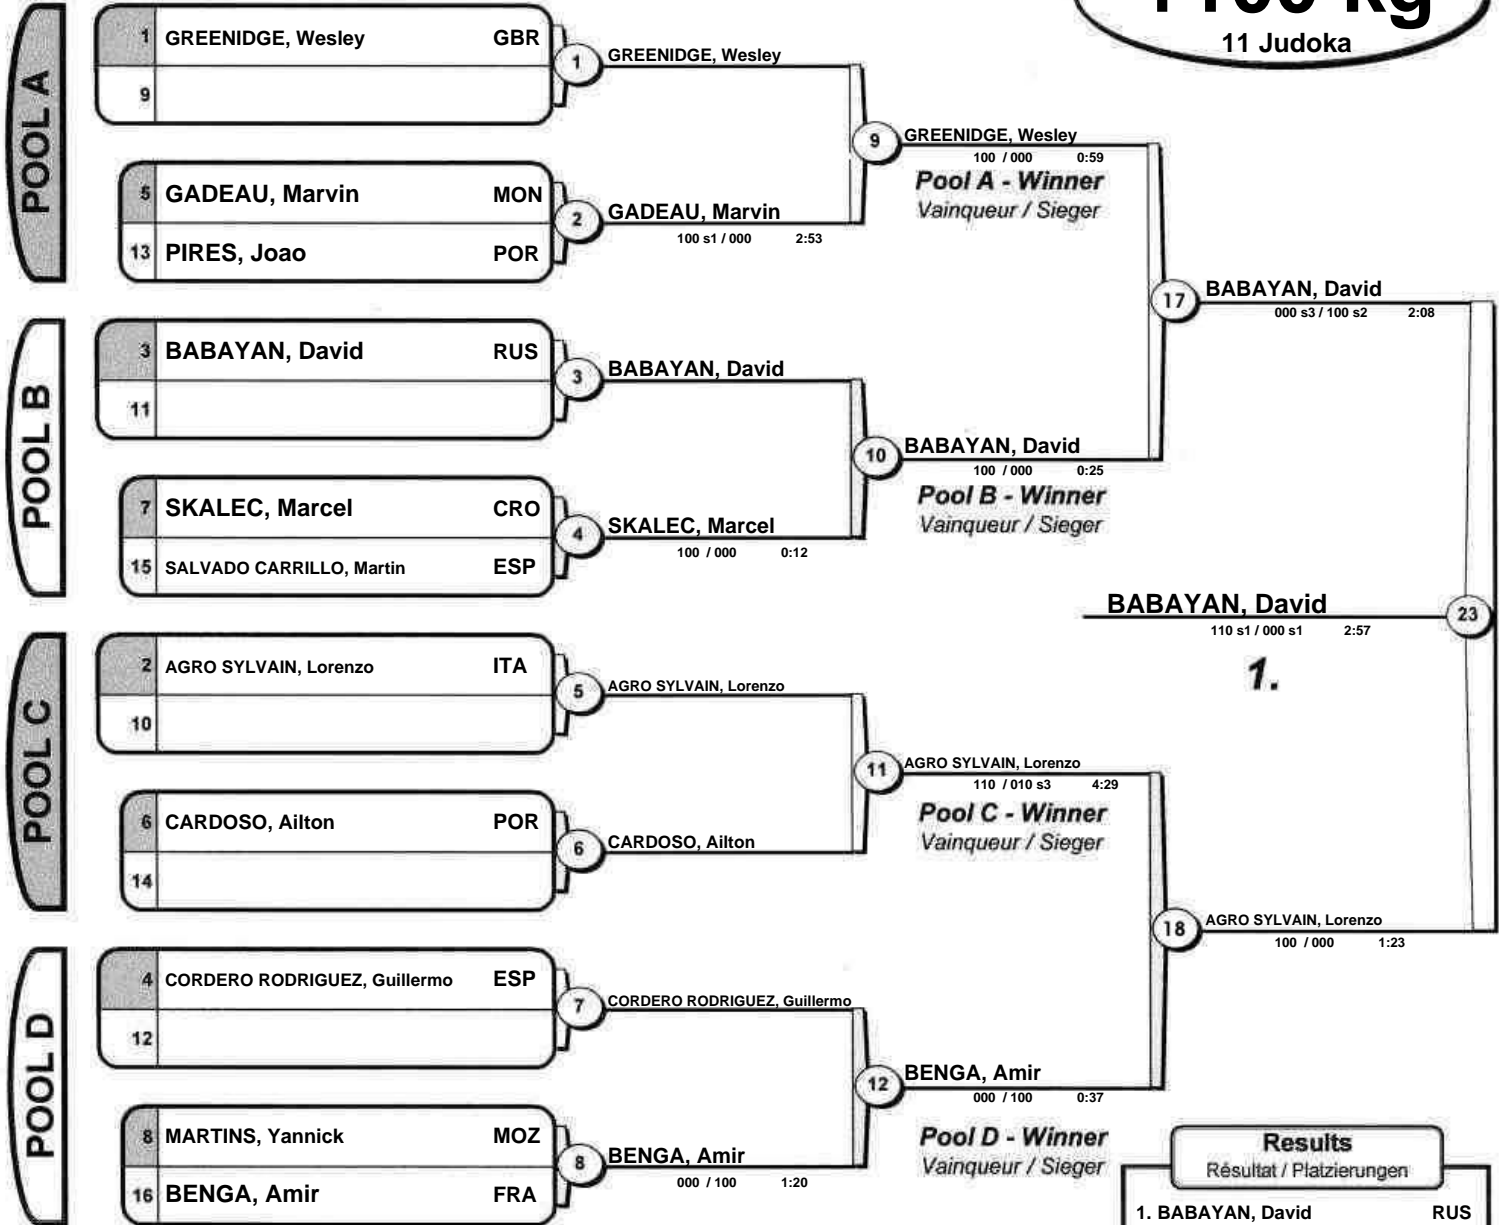 +100 kg
11 Judoka
POOL A
1 GREENIDGE, Wesley GBR
9
1
GREENIDGE, Wesley
5 GADEAU, Marvin MON
13 PIRES, Joao POR
2
GADEAU, Marvin
100 s1 / 000 2:53
9
GREENIDGE, Wesley
100 / 000 0:59
Pool A - Winner
Vainqueur / Sieger
POOL B
3 BABAYAN, David RUS
11
3
BABAYAN, David
7 SKALEC, Marcel CRO
15 SALVADO CARRILLO, Martin ESP
4
SKALEC, Marcel
100 / 000 0:12
10
BABAYAN, David
100 / 000 0:25
Pool B - Winner
Vainqueur / Sieger
17
BABAYAN, David
000 s3 / 100 s2 2:08
BABAYAN, David
110 s1 / 000 s1 2:57
23
1.
POOL C
2 AGRO SYLVAIN, Lorenzo ITA
10
5
AGRO SYLVAIN, Lorenzo
6 CARDOSO, Ailton POR
14
6
CARDOSO, Ailton
11
AGRO SYLVAIN, Lorenzo
110 / 010 s3 4:29
Pool C - Winner
Vainqueur / Sieger
18
AGRO SYLVAIN, Lorenzo
100 / 000 1:23
POOL D
4 CORDERO RODRIGUEZ, Guillermo ESP
12
7
CORDERO RODRIGUEZ, Guillermo
8 MARTINS, Yannick MOZ
16 BENGA, Amir FRA
8
BENGA, Amir
000 / 100 1:20
12
BENGA, Amir
000 / 100 0:37
Pool D - Winner
Vainqueur / Sieger
Results
Résultat / Platzierungen
1. BABAYAN, David RUS